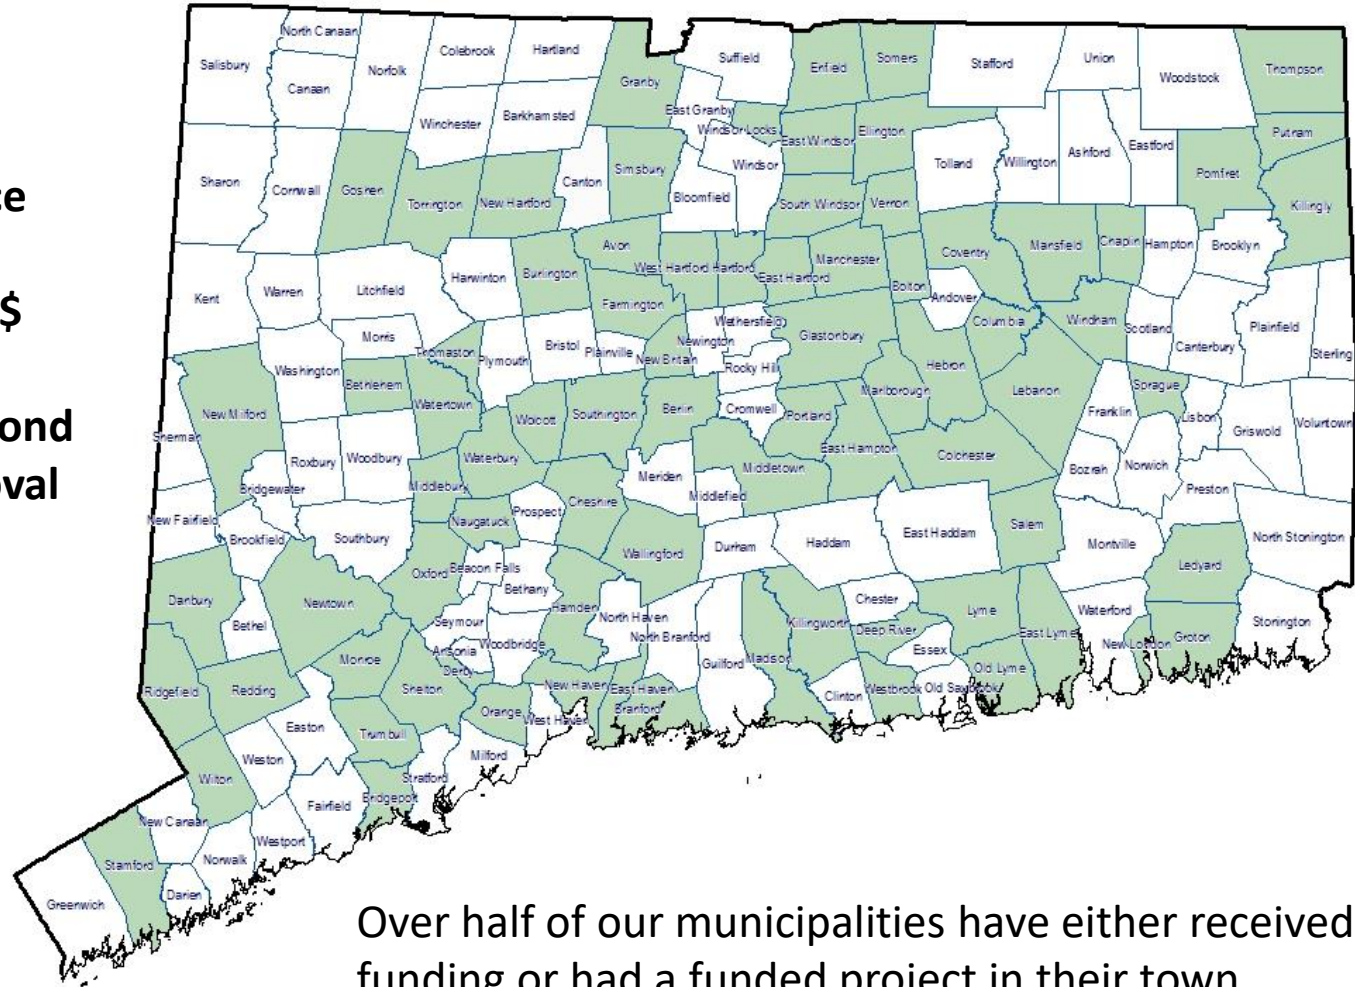 ce
$
ond
oval
North Canaan
Colebrook
Hartland
Suffield
Salisbury
Canaan
Norfolk
Granby
Enfield
Somers
Stafford
Union
Woodstock
Thompson
Winchester
Barkhamsted
East Granby
Windsor Locks
East Windsor
Ellington
Putnam
Sharon
Cornwall
Goshen
Torrington
New Hartford
Canton
Simsbury
Bloomfield
Windsor
South Windsor
Vernon
Tolland
Willington
Ashford
Eastford
Pomfret
Killingly
Kent
Warren
Litchfield
Harwinton
Burlington
Avon
West Hartford
Hartford
East Hartford
Manchester
Bolton
Coventry
Andover
Mansfield
Chaplin
Hampton
Brooklyn
Farmington
Morris
Thomaston
Plymouth
Bristol
Plainville
New Britain
Newington
Wethersfield
Rocky Hill
Glastonbury
Columbia
Windham
Scotland
Canterbury
Plainfield
Sterling
Washington
Bethlehem
Watertown
Hebron
Marlborough
Lebanon
Franklin
Sprague
Lisbon
Griswold
Voluntown
New Milford
Sherman
Wolcott
Southington
Berlin
Cromwell
Portland
East Hampton
Colchester
Bozrah
Norwich
Preston
Roxbury
Woodbury
Waterbury
Bridgewater
Middlebury
Meriden
Middletown
Middlefield
New Fairfield
Brookfield
Southbury
Naugatuck
Prospect
Cheshire
Wallingford
Durham
Haddam
East Haddam
Salem
Montville
North Stonington
Ledyard
Danbury
Newtown
Oxford
Beacon Falls
Bethany
Hamden
North Haven
North Branford
Chester
Lyme
Waterford
Stonington
Bethel
Seymour
Woodbridge
Guilford
Madison
Killingworth
Deep River
Essex
East Lyme
New London
Groton
Monroe
Ansonia
Derby
Ridgefield
Redding
Shelton
New Haven
East Haven
Branford
Clinton
Westbrook
Old Saybrook
Old Lyme
Easton
Trumbull
Orange
West Haven
Milford
Stratford
Wilton
Weston
Fairfield
Bridgeport
New Canaan
Norwalk
Westport
Stamford
Darien
Greenwich
Over half of our municipalities have either received
funding or had a funded project in their town